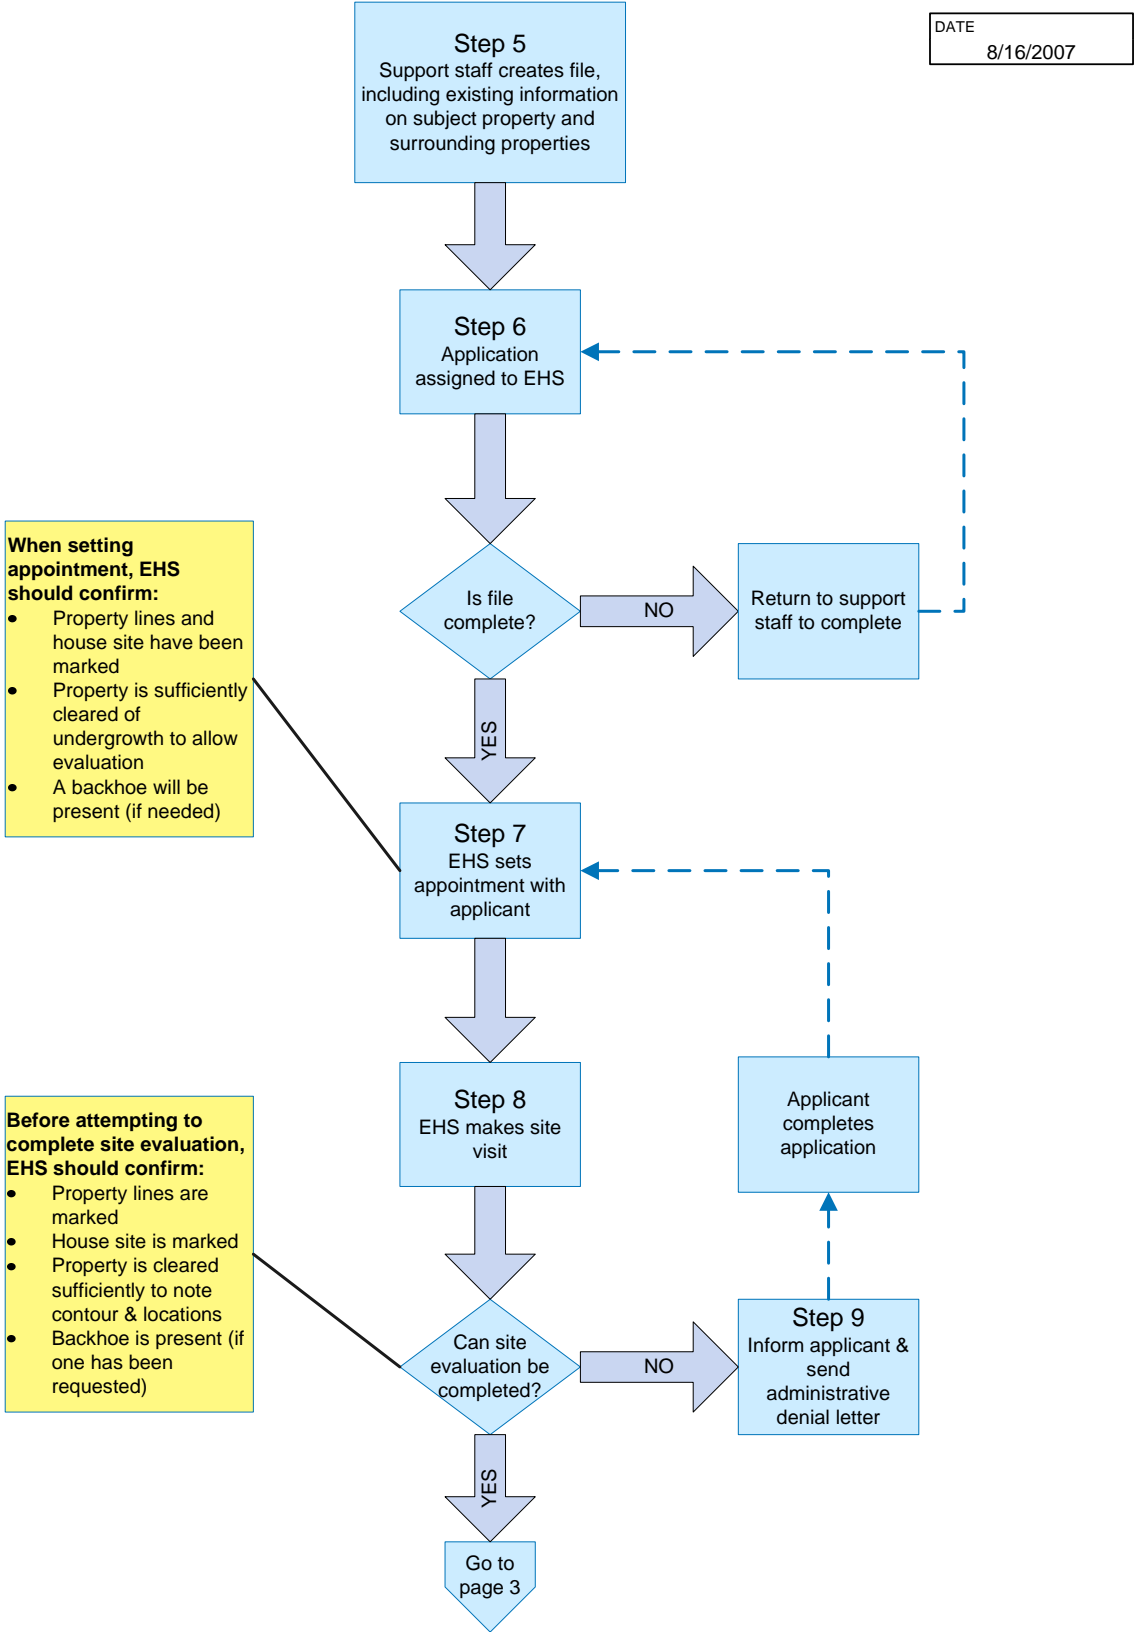 DATE
8/16/2007
Step 5
Support staff creates file,
including existing information
on subject property and
surrounding properties
Step 6
Application
assigned to EHS
When setting
appointment, EHS
should confirm:
• Property lines and
house site have been
marked
• Property is sufficiently
cleared of
undergrowth to allow
evaluation
• A backhoe will be
present (if needed)
Is file
complete?
NO
Return to support
staff to complete
YES
Step 7
EHS sets
appointment with
applicant
Step 8
EHS makes site
visit
Applicant
completes
application
Before attempting to
complete site evaluation,
EHS should confirm:
• Property lines are
marked
• House site is marked
• Property is cleared
sufficiently to note
contour & locations
• Backhoe is present (if
one has been
requested)
Can site
evaluation be
completed?
NO
Step 9
Inform applicant &
send
administrative
denial letter
YES
Go to
page 3